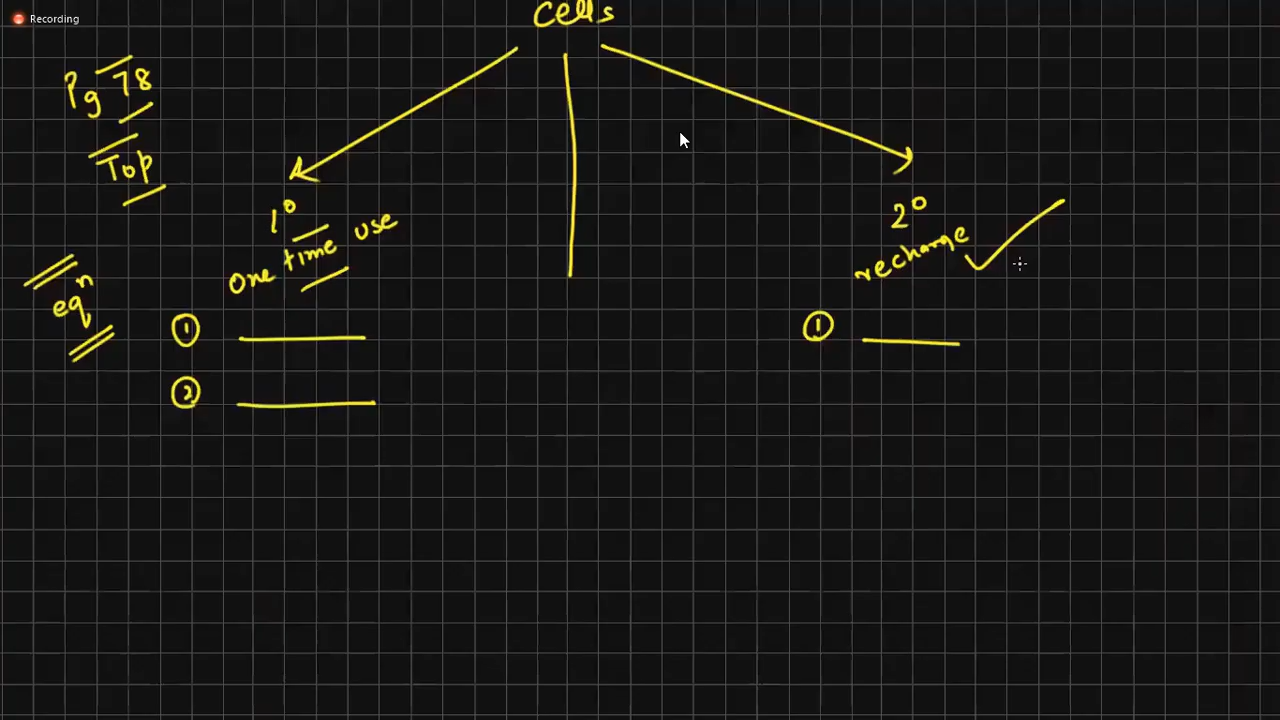 Recording
Cells
Pg 78
Top
1° 2°
one time use recharge
eqⁿ
① ①
②